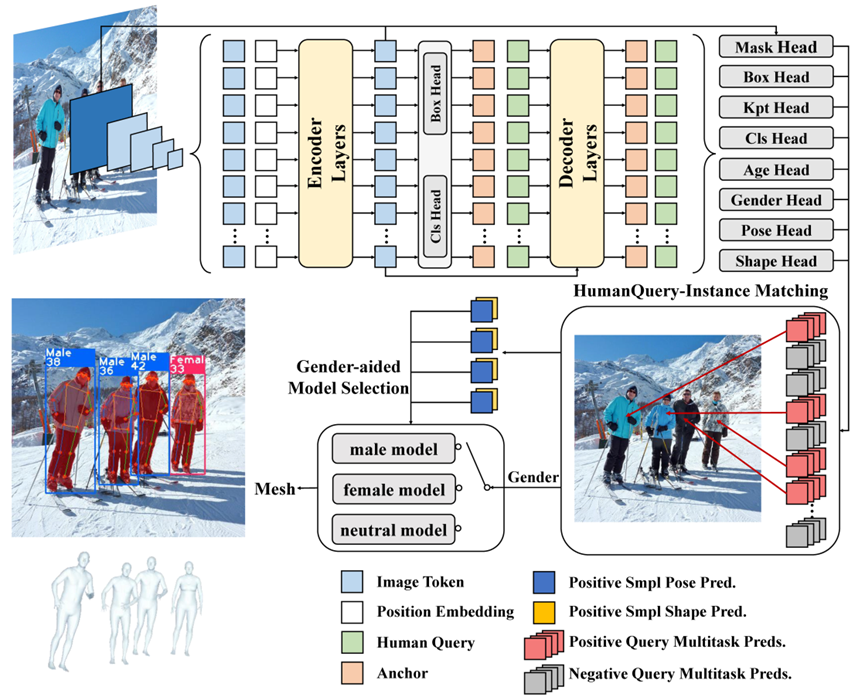 Encoder
Layers
Box Head
Cls Head
Decoder
Layers
Mask Head
Box Head
Kpt Head
Cls Head
Age Head
Gender Head
Pose Head
Shape Head
HumanQuery-Instance Matching
Male
38
Male
36
Male
42
Female
33
Gender-aided
Model Selection
male model
female model
neutral model
Gender
Mesh
Image Token
Position Embedding
Human Query
Anchor
Positive Smpl Pose Pred.
Positive Smpl Shape Pred.
Positive Query Multitask Preds.
Negative Query Multitask Preds.